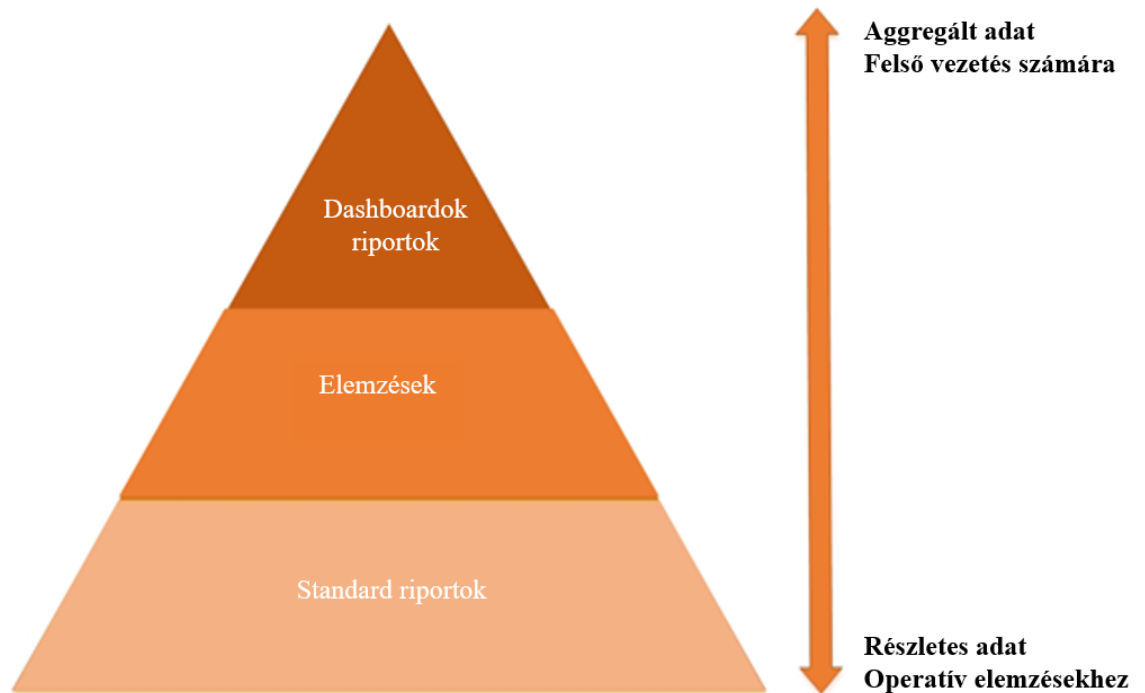 Aggregált adat
Felső vezetés számára
Dashboardok
riportok
Elemzések
Standard riportok
Részletes adat
Operatív elemzésekhez